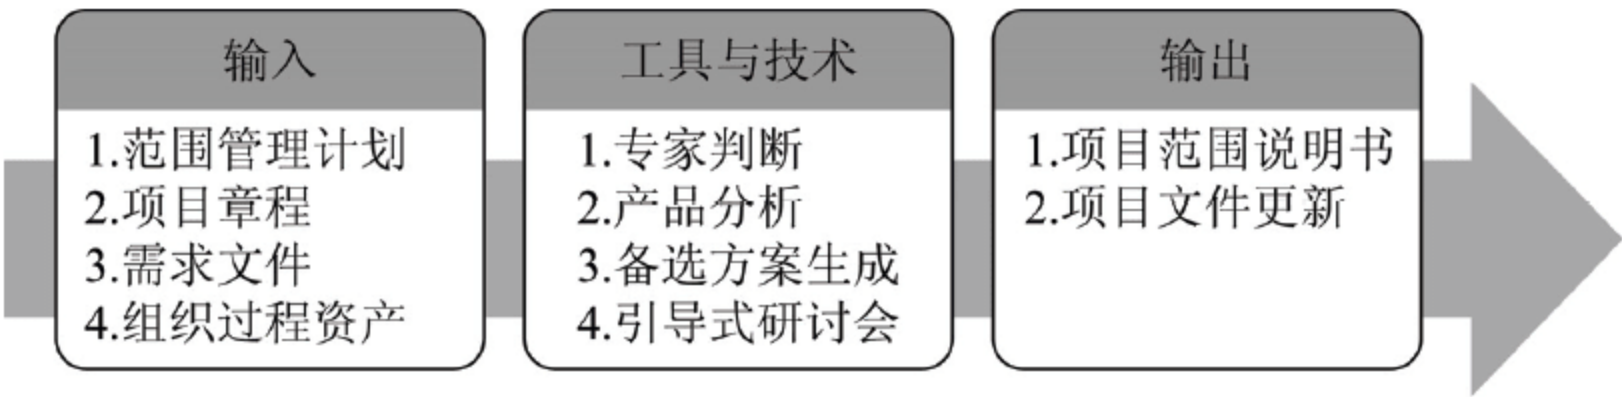 输入
1.范围管理计划
2.项目章程
3.需求文件
4.组织过程资产
工具与技术
1.专家判断
2.产品分析
3.备选方案生成
4.引导式研讨会
输出
1.项目范围说明书
2.项目文件更新